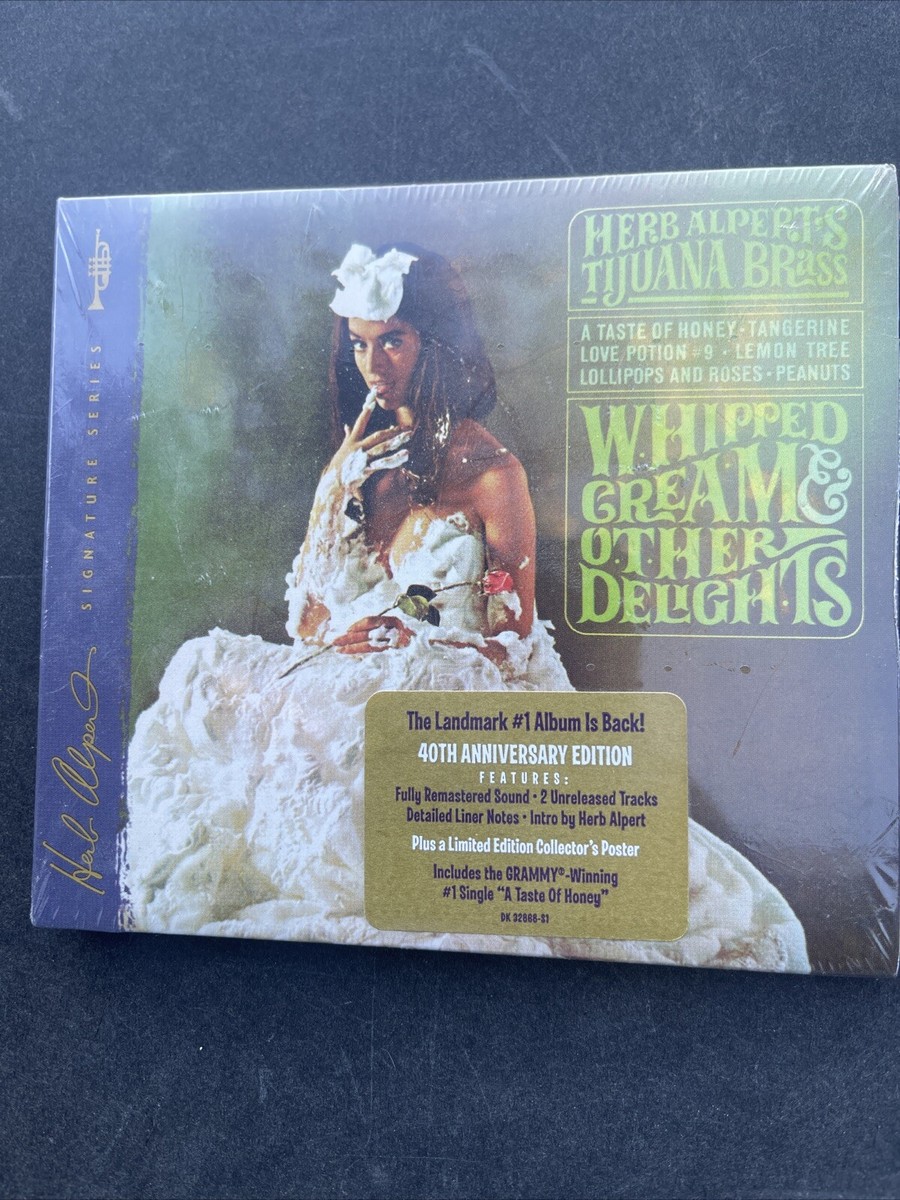 HERB ALPERT'S
TIJUANA BRASS
A TASTE OF HONEY • TANGERINE
LOVE POTION #9 • LEMON TREE
LOLLIPOPS AND ROSES • PEANUTS
WHIPPED
CREAM &
OTHER
DELIGHTS
SIGNATURE SERIES
Herb Alpert
The Landmark #1 Album Is Back!
40TH ANNIVERSARY EDITION
FEATURES:
Fully Remastered Sound • 2 Unreleased Tracks
Detailed Liner Notes • Intro by Herb Alpert
Plus a Limited Edition Collector's Poster
Includes the GRAMMY®-Winning
#1 Single "A Taste Of Honey"
DK 32868-S1